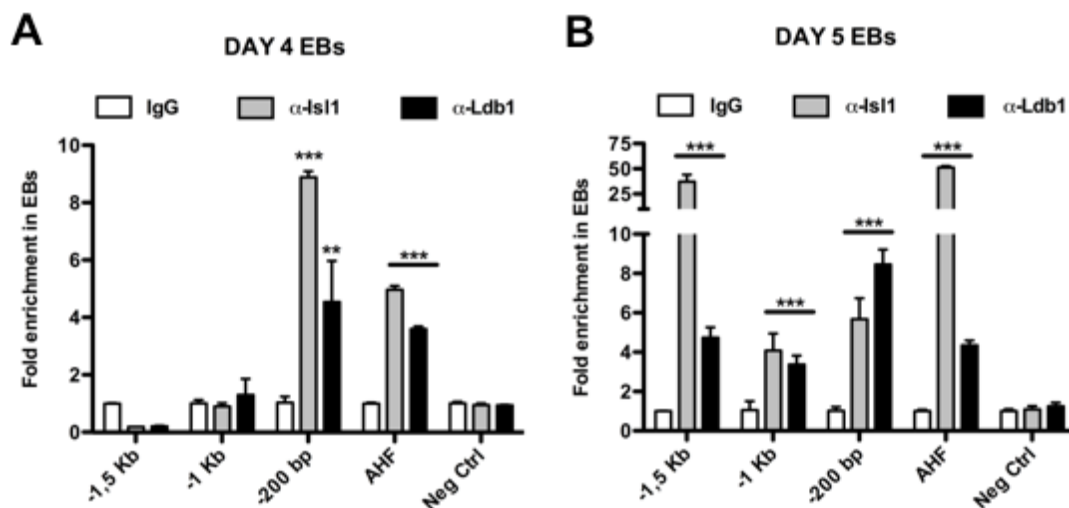 A
DAY 4 EBs
IgG
α-Isl1
α-Ldb1
Fold enrichment in EBs
10
8
6
4
2
0
***
**
***
-1,5 Kb
-1 Kb
-200 bp
AHF
Neg Ctrl
B
DAY 5 EBs
IgG
α-Isl1
α-Ldb1
Fold enrichment in EBs
75
50
25
10
8
6
4
2
0
***
***
***
***
-1,5 Kb
-1 Kb
-200 bp
AHF
Neg Ctrl